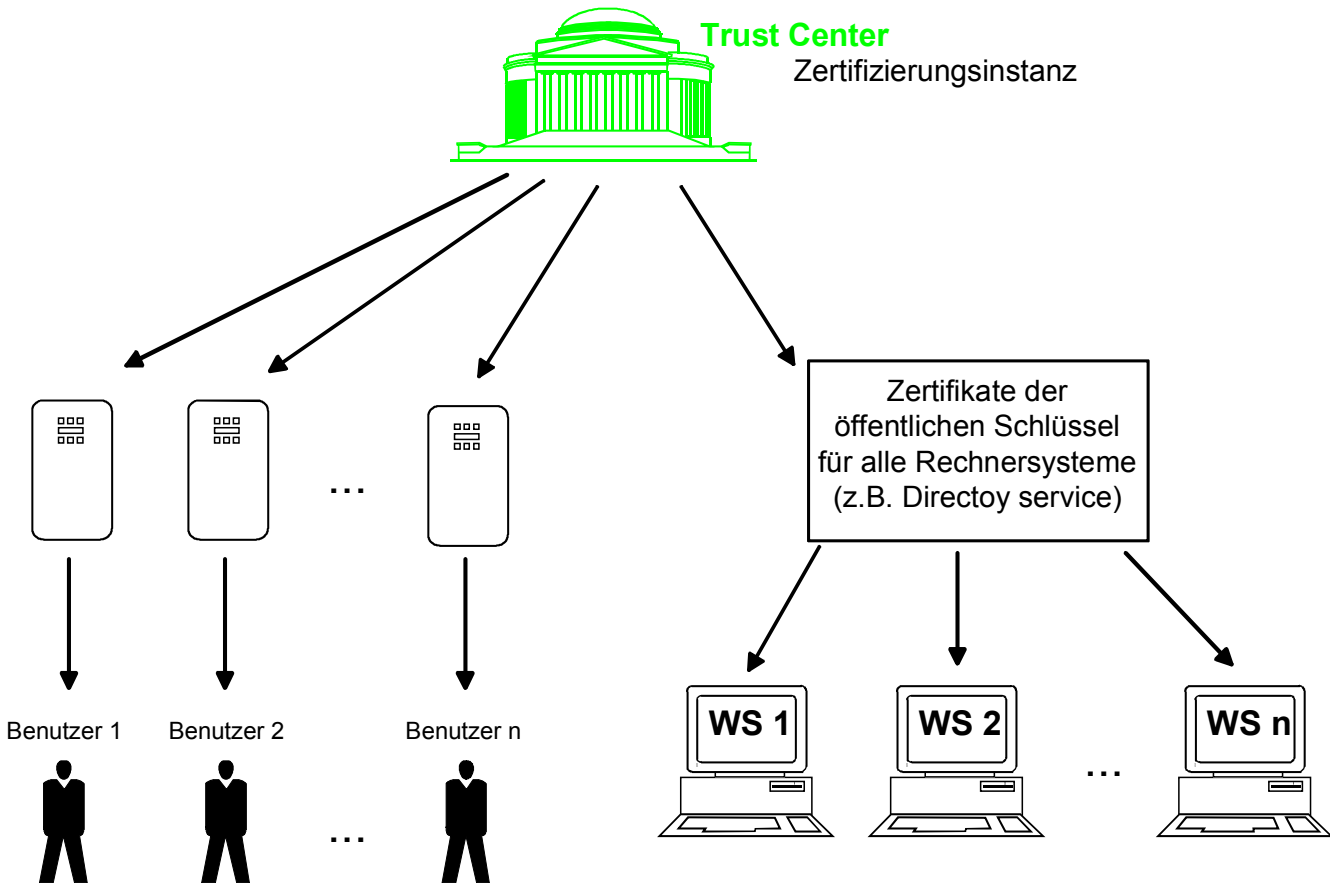 Trust Center
Zertifizierungsinstanz
Zertifikate der
öffentlichen Schlüssel
für alle Rechnersysteme
(z.B. Directoy service)
...
Benutzer 1
Benutzer 2
Benutzer n
WS 1
WS 2
WS n
...
...